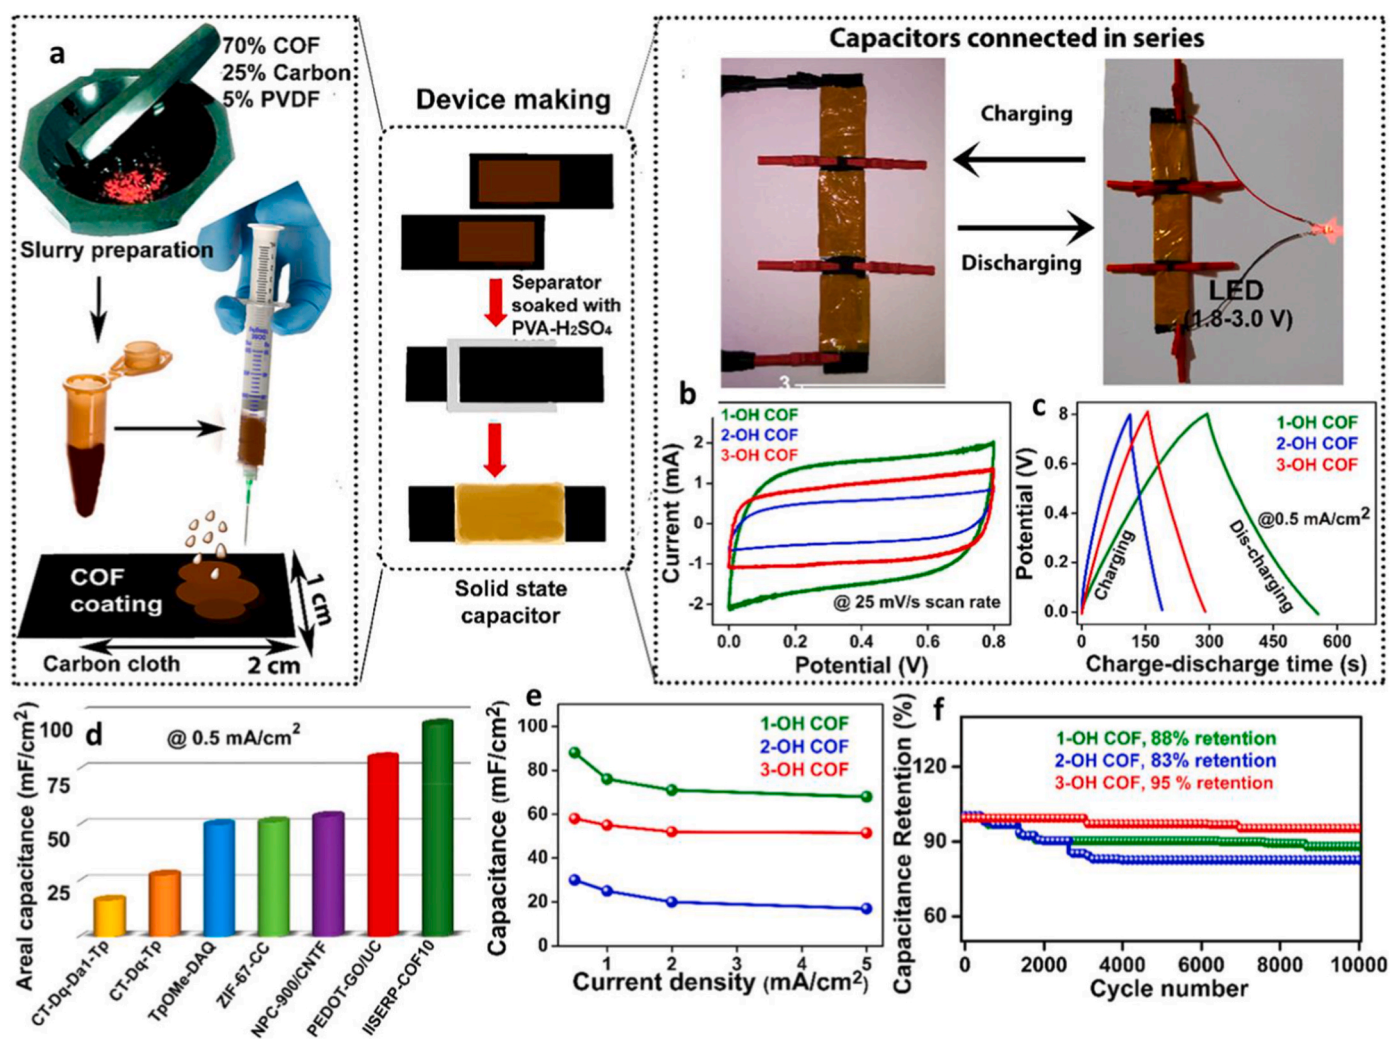 a
70% COF
25% Carbon
5% PVDF
Slurry preparation
COF
coating
1 cm
Carbon cloth
2 cm
Device making
Separator
soaked with
PVA-H₂SO₄
Solid state
capacitor
Capacitors connected in series
Charging
Discharging
LED
(1.8-3.0 V)
3
b
1-OH COF
2-OH COF
3-OH COF
Current (mA)
2
1
0
-1
-2
@ 25 mV/s scan rate
0.0 0.2 0.4 0.6 0.8
Potential (V)
c
1-OH COF
2-OH COF
3-OH COF
@0.5 mA/cm²
Charging
Dis-charging
Potential (V)
8
0.6
0.4
0.2
0.0
0 150 300 450 600
Charge-discharge time (s)
d
@ 0.5 mA/cm²
Areal capacitance (mF/cm²)
100
75
50
25
CT-Dq-Da1-Tp
CT-Dq-Tp
TpOMe-DAQ
ZIF-67-CC
NPC-900/CNTF
PEDOT-GO/UC
IISERP-COF10
e
1-OH COF
2-OH COF
3-OH COF
Capacitance (mF/cm²)
100
80
60
40
20
0
1 2 3 4 5
Current density (mA/cm²)
f
1-OH COF, 88% retention
2-OH COF, 83% retention
3-OH COF, 95 % retention
Capacitance Retention (%)
120
90
60
0 2000 4000 6000 8000 10000
Cycle number